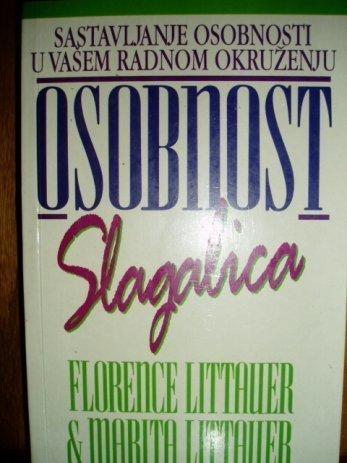 SASTAVLJANJE OSOBNOSTI
U VAŠEM RADNOM OKRUŽENJU
OSOBNOST
Slagalica
FLORENCE LITTAUER
& MARITA LITTAUER